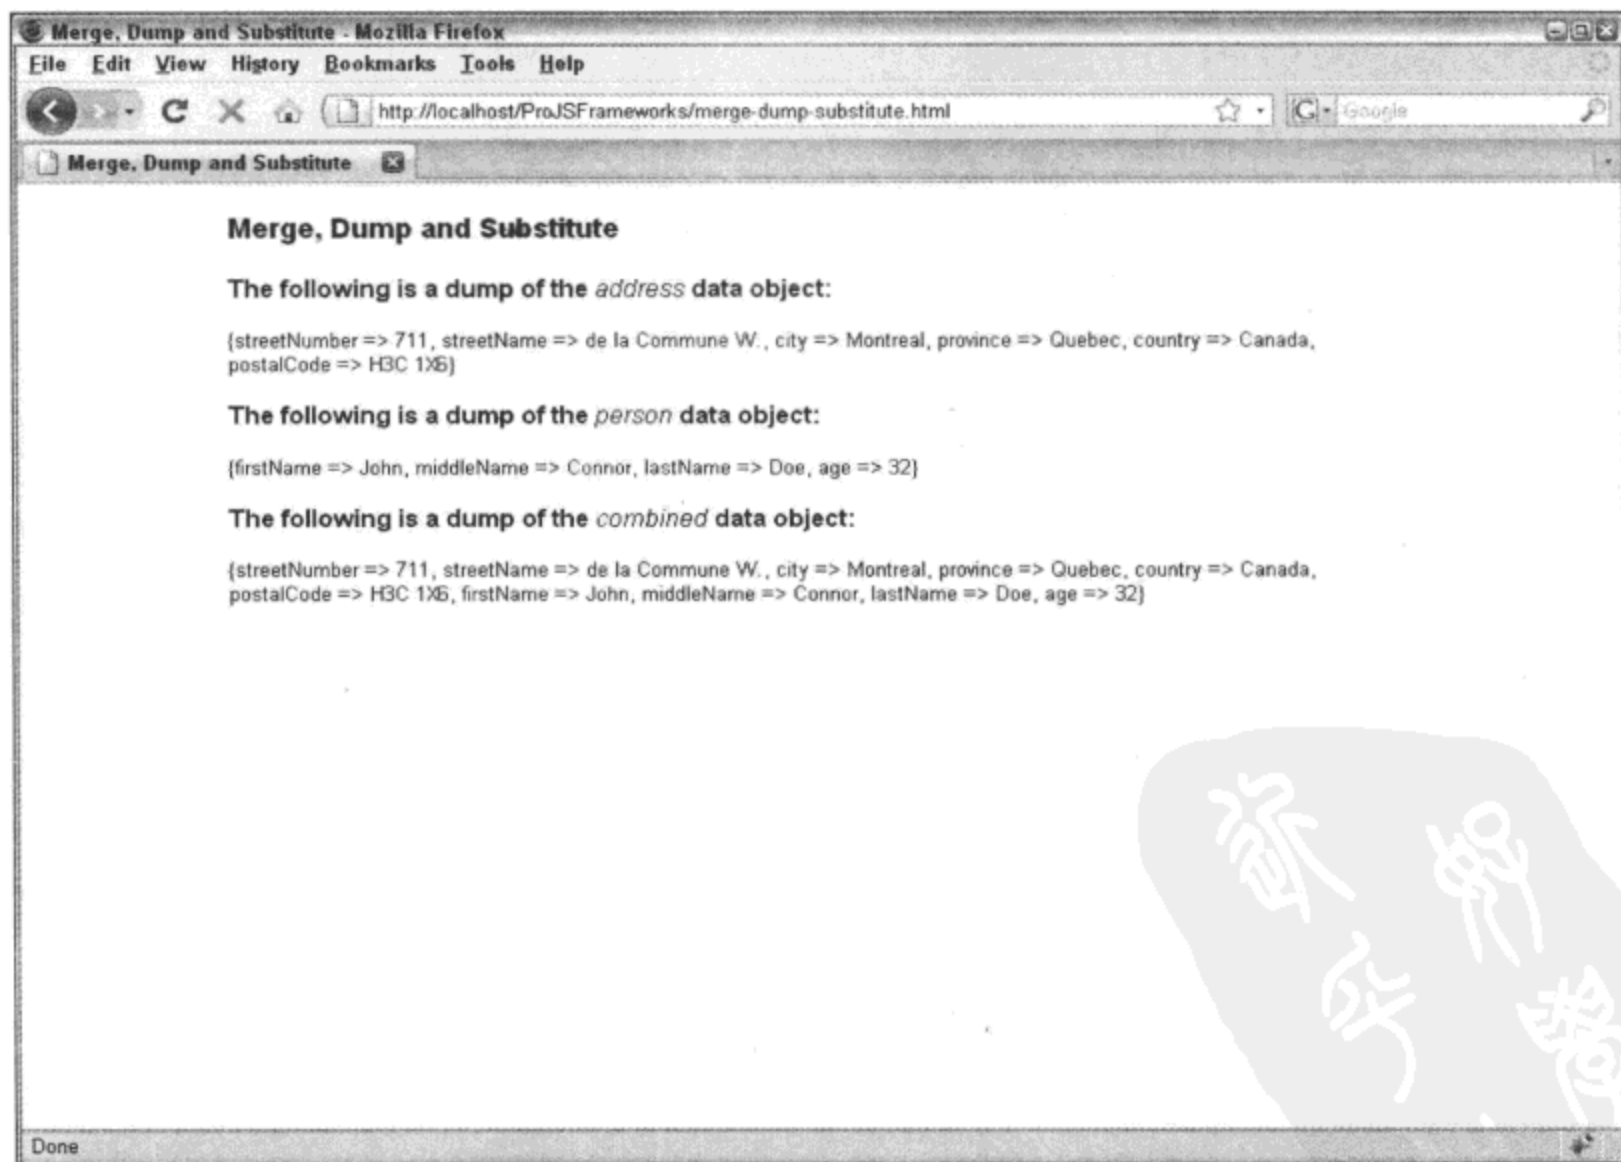 Merge, Dump and Substitute - Mozilla Firefox
File Edit View History Bookmarks Tools Help
http://localhost/ProJSFrameworks/merge-dump-substitute.html
G Google
Merge, Dump and Substitute
Merge, Dump and Substitute
The following is a dump of the address data object:
{streetNumber => 711, streetName => de la Commune W., city => Montreal, province => Quebec, country => Canada,
postalCode => H3C 1X6}
The following is a dump of the person data object:
{firstName => John, middleName => Connor, lastName => Doe, age => 32}
The following is a dump of the combined data object:
{streetNumber => 711, streetName => de la Commune W., city => Montreal, province => Quebec, country => Canada,
postalCode => H3C 1X6, firstName => John, middleName => Connor, lastName => Doe, age => 32}
Done